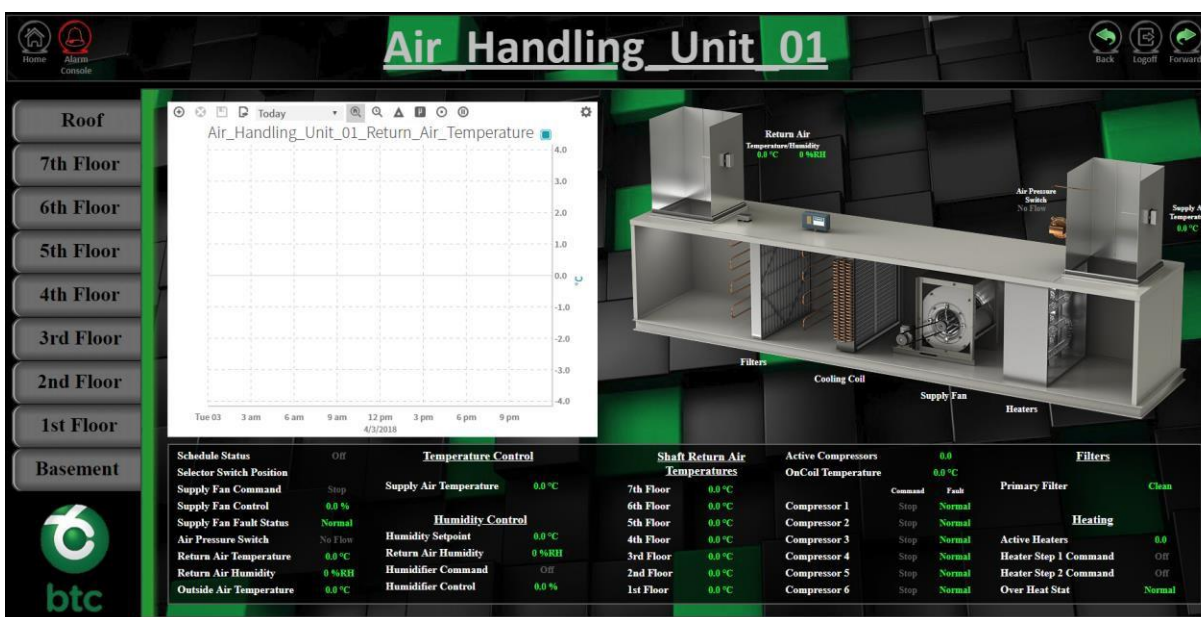 Air_Handling_Unit_01
Home
Alarm
Console
Back
Logoff
Forward
Roof
7th Floor
6th Floor
5th Floor
4th Floor
3rd Floor
2nd Floor
1st Floor
Basement
btc
Today
Air_Handling_Unit_01_Return_Air_Temperature
4.0
3.0
2.0
1.0
0.0
-1.0
-2.0
-3.0
-4.0
°C
Tue 03 3 am 6 am 9 am 12 pm 3 pm 6 pm 9 pm
4/3/2018
Return Air
Temperature/Humidity
0.0 °C 0 %RH
Air Pressure
Switch
No Flow
Supply A
Temperatu
0.0 °C
Filters
Cooling Coil
Supply Fan
Heaters
Schedule Status Off
Selector Switch Position
Supply Fan Command Stop
Supply Fan Control 0.0 %
Supply Fan Fault Status Normal
Air Pressure Switch No Flow
Return Air Temperature 0.0 °C
Return Air Humidity 0 %RH
Outside Air Temperature 0.0 °C
Temperature Control
Supply Air Temperature 0.0 °C
Humidity Control
Humidity Setpoint 0.0 °C
Return Air Humidity 0 %RH
Humidifier Command Off
Humidifier Control 0.0 %
Shaft Return Air
Temperatures
7th Floor 0.0 °C
6th Floor 0.0 °C
5th Floor 0.0 °C
4th Floor 0.0 °C
3rd Floor 0.0 °C
2nd Floor 0.0 °C
1st Floor 0.0 °C
Active Compressors 0.0
OnCoil Temperature 0.0 °C
Command Fault
Compressor 1 Stop Normal
Compressor 2 Stop Normal
Compressor 3 Stop Normal
Compressor 4 Stop Normal
Compressor 5 Stop Normal
Compressor 6 Stop Normal
Filters
Primary Filter Clean
Heating
Active Heaters 0.0
Heater Step 1 Command Off
Heater Step 2 Command Off
Over Heat Stat Normal